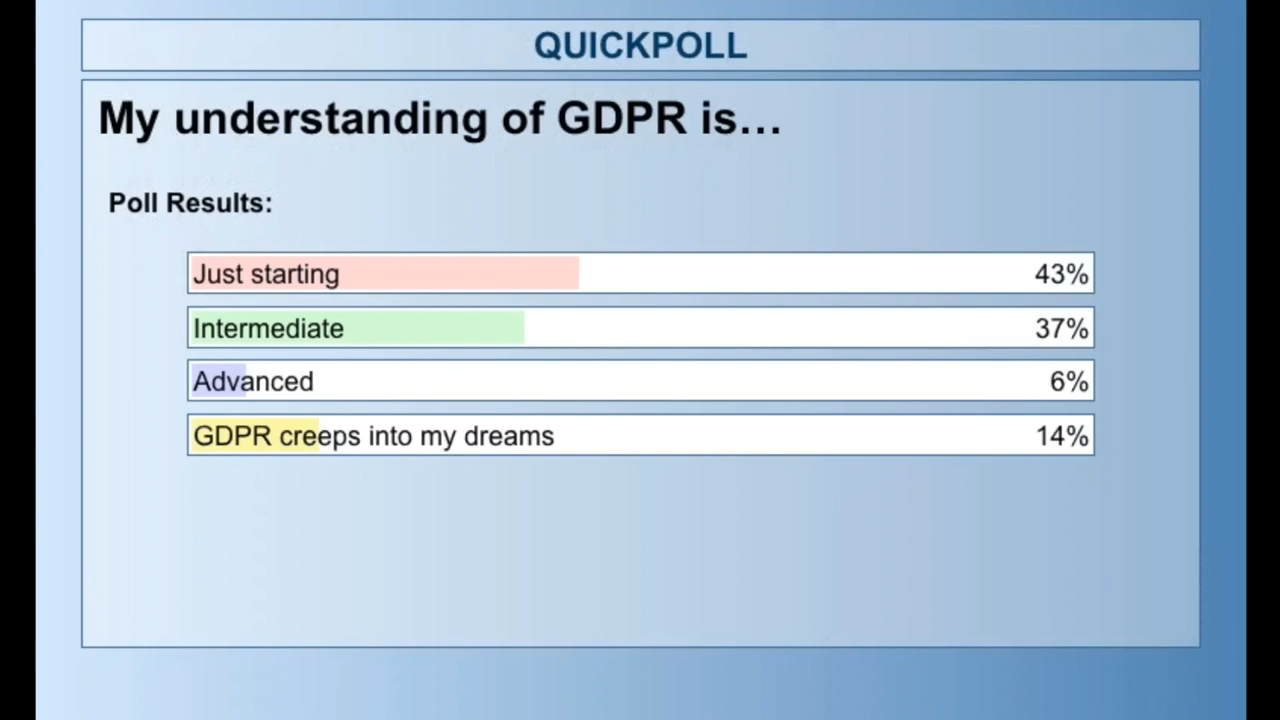 QUICKPOLL
My understanding of GDPR is...
Poll Results:
Just starting 43%
Intermediate 37%
Advanced 6%
GDPR creeps into my dreams 14%